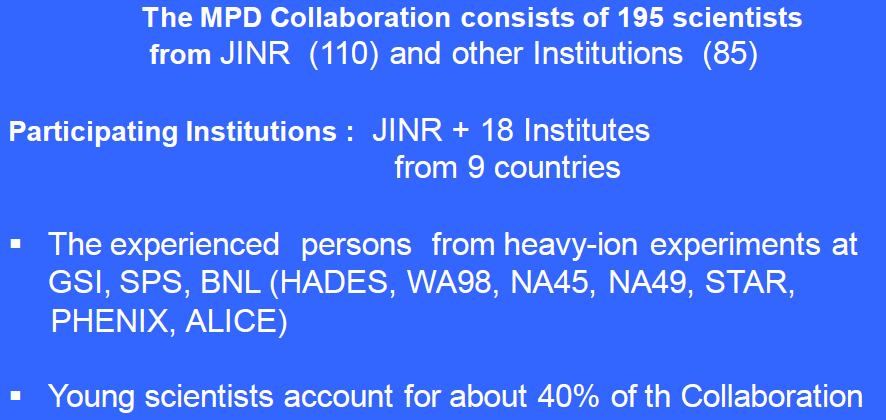 The MPD Collaboration consists of 195 scientists
from JINR (110) and other Institutions (85)
Participating Institutions : JINR + 18 Institutes
from 9 countries
▪ The experienced persons from heavy-ion experiments at
GSI, SPS, BNL (HADES, WA98, NA45, NA49, STAR,
PHENIX, ALICE)
▪ Young scientists account for about 40% of th Collaboration